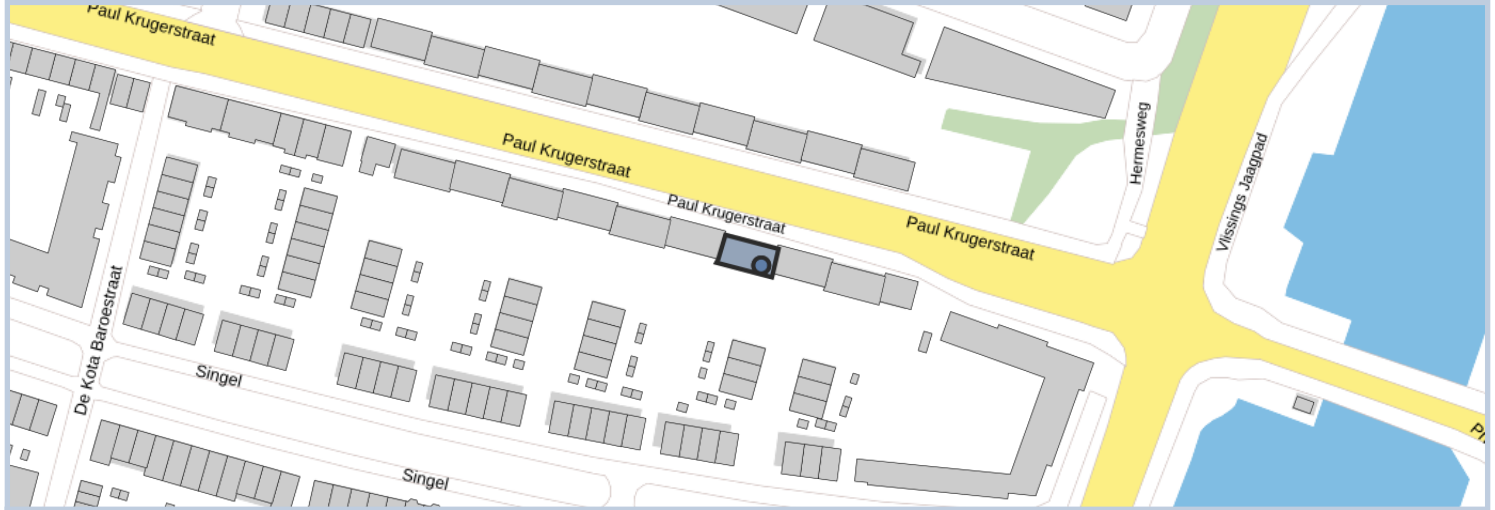 Paul Krugerstraat
Paul Krugerstraat
Paul Krugerstraat
Paul Krugerstraat
Hermesweg
Vlissings Jaagpad
De Kota Baroestraat
Singel
Singel